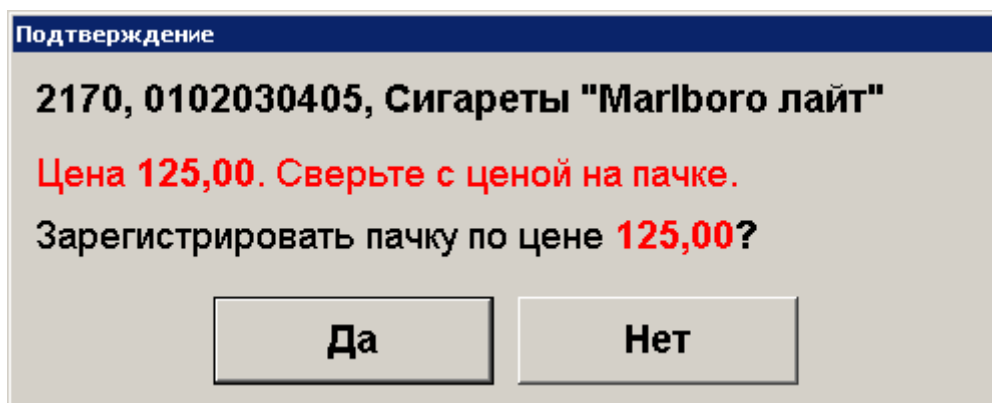 Подтверждение
2170, 0102030405, Сигареты "Marlboro лайт"
Цена 125,00. Сверьте с ценой на пачке.
Зарегистрировать пачку по цене 125,00?
Да
Нет